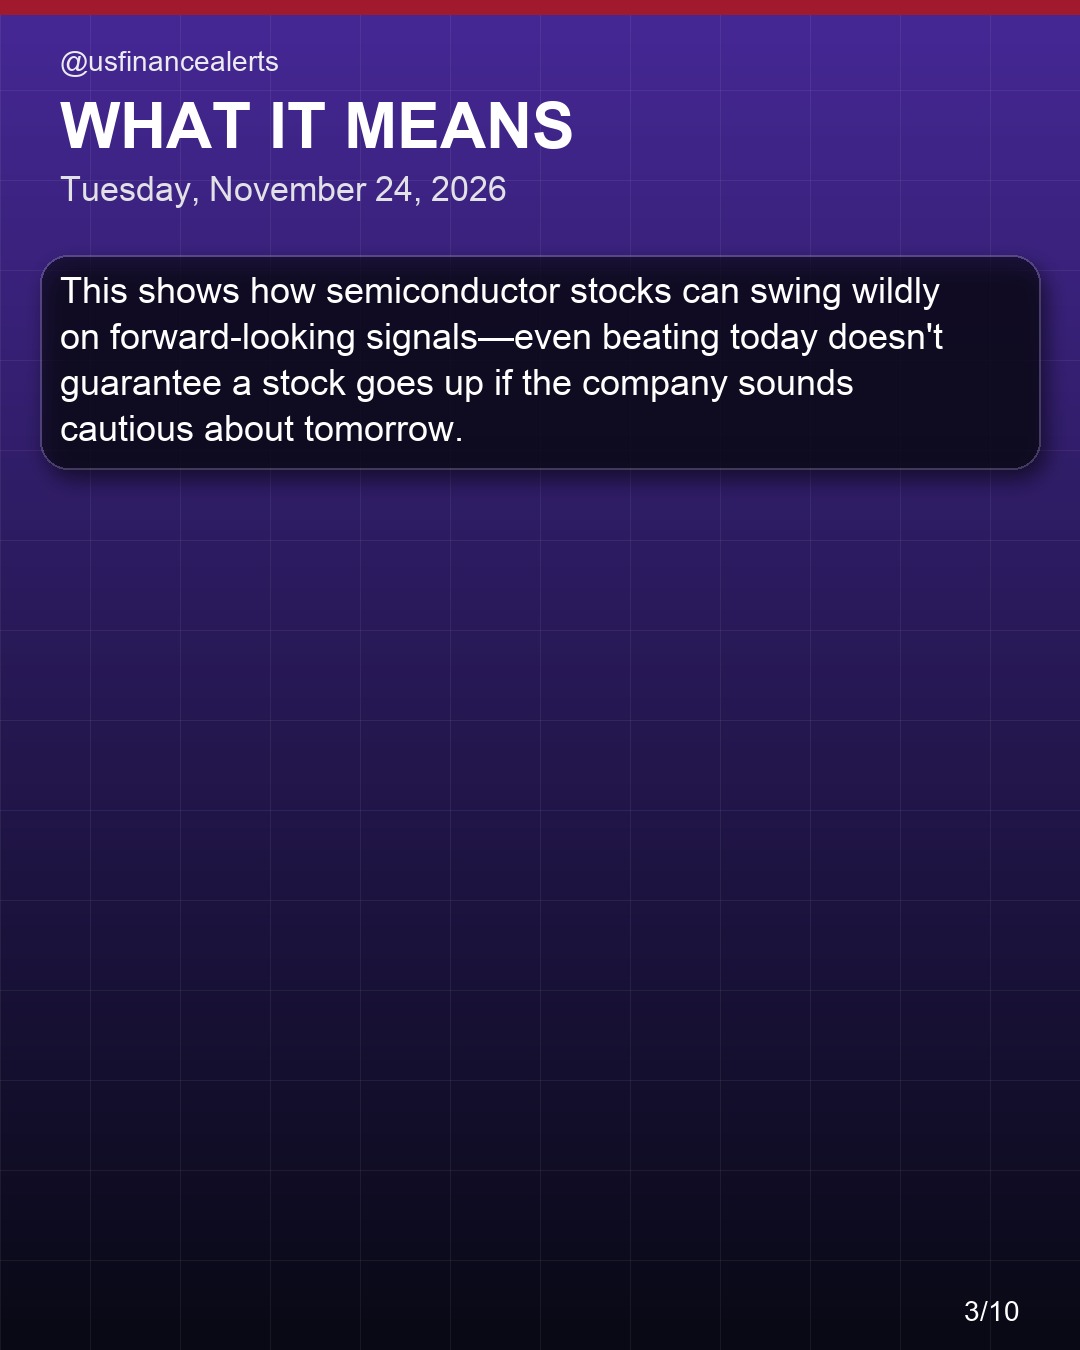 @usfinancealerts
WHAT IT MEANS
Tuesday, November 24, 2026
This shows how semiconductor stocks can swing wildly
on forward-looking signals—even beating today doesn't
guarantee a stock goes up if the company sounds
cautious about tomorrow.
3/10